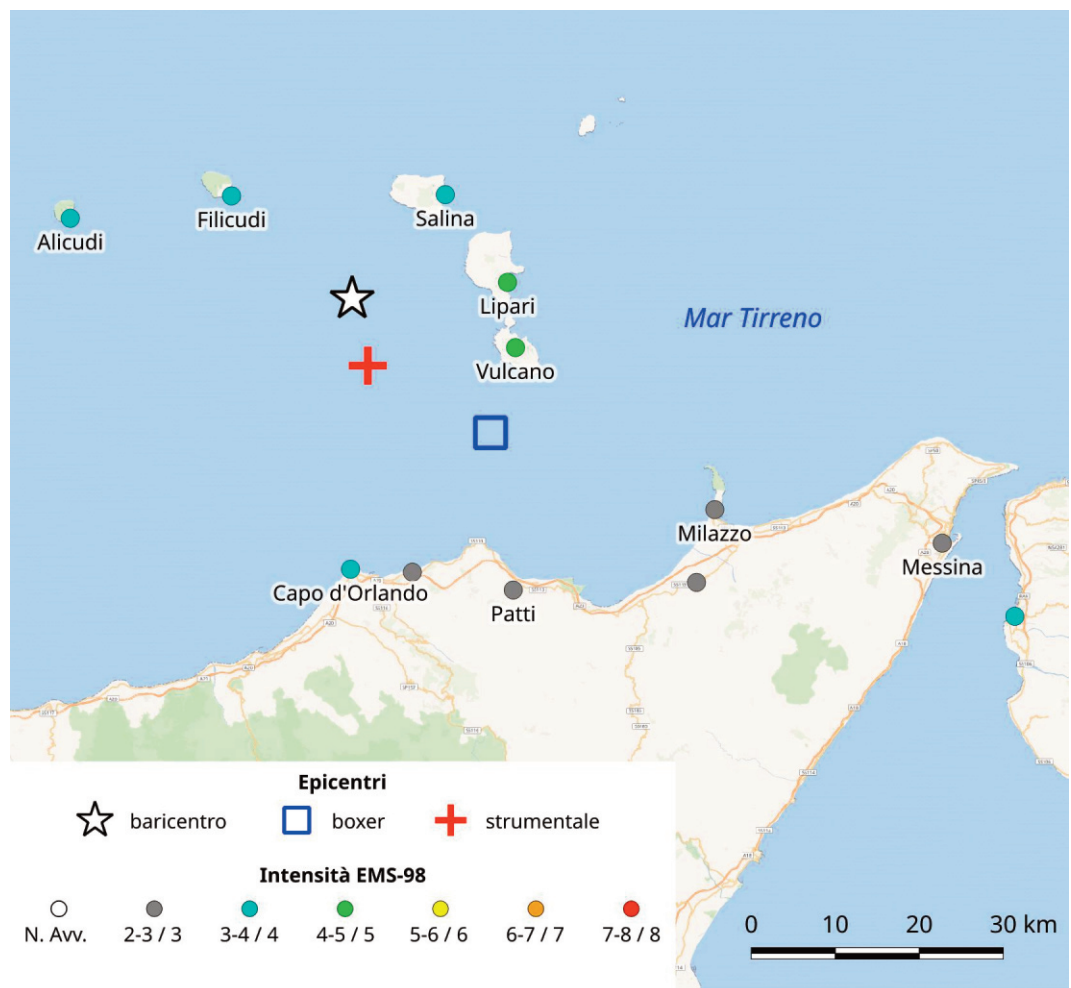 Filicudi
Salina
Alicudi
Lipari
Mar Tirreno
Vulcano
Milazzo
Messina
Capo d'Orlando
Patti
Epicentri
baricentro
boxer
strumentale
Intensità EMS-98
N. Avv.
2-3 / 3
3-4 / 4
4-5 / 5
5-6 / 6
6-7 / 7
7-8 / 8
0
10
20
30 km